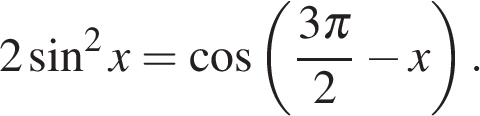 2 sin² x = cos(3π/2 − x).